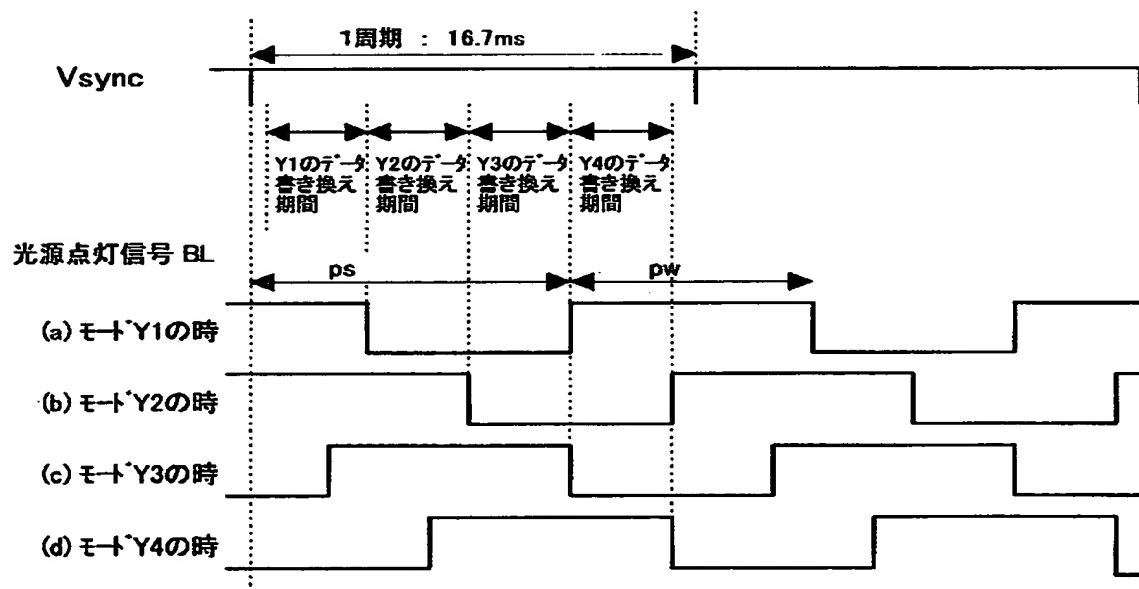 1周期 : 16.7ms
Vsync
Y1のデータ書き換え期間
Y2のデータ書き換え期間
Y3のデータ書き換え期間
Y4のデータ書き換え期間
光源点灯信号 BL
ps
pw
(a) モードY1の時
(b) モードY2の時
(c) モードY3の時
(d) モードY4の時